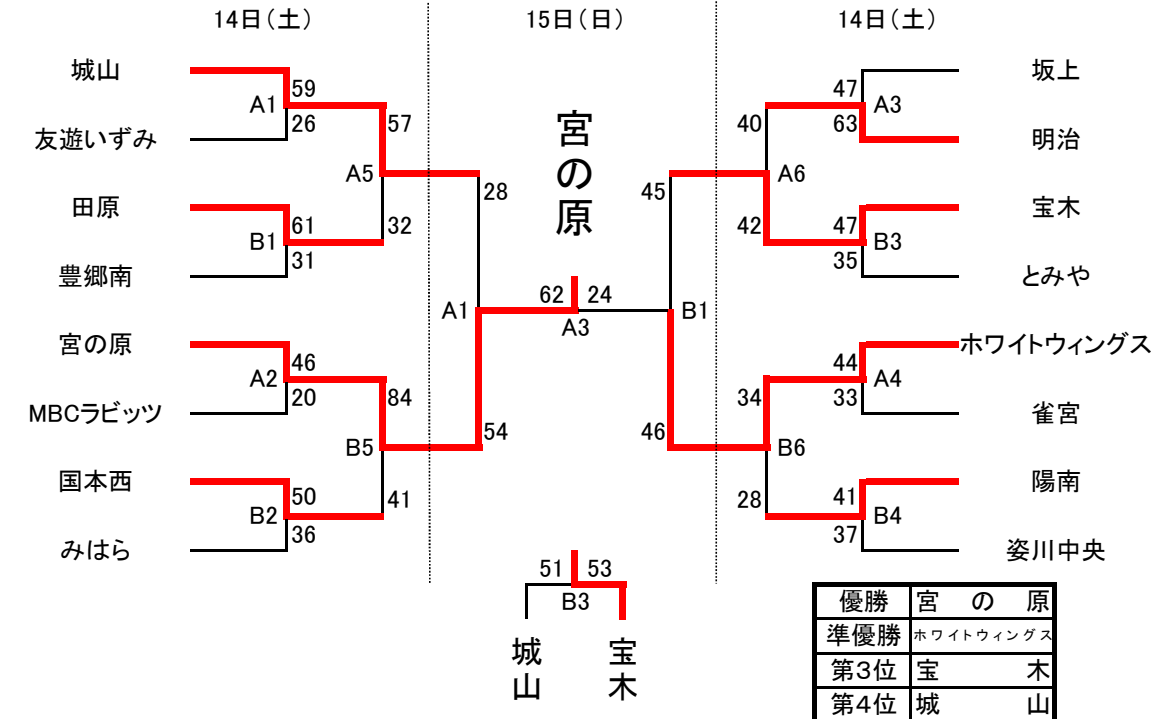 14日(土)
15日(日)
14日(土)
城山
59
A1
26
友遊いずみ
57
A5
32
田原
61
B1
31
豊郷南
28
A1
54
宮の原
46
A2
20
MBCラビッツ
84
B5
41
国本西
50
B2
36
みはら
宮の原
62
24
A3
51
53
B3
城山
宝木
坂上
47
A3
63
明治
40
A6
42
宝木
47
B3
35
とみや
45
B1
46
ホワイトウィングス
44
A4
33
雀宮
34
B6
28
陽南
41
B4
37
姿川中央
優勝 宮の原
準優勝 ホワイトウィングス
第3位 宝木
第4位 城山